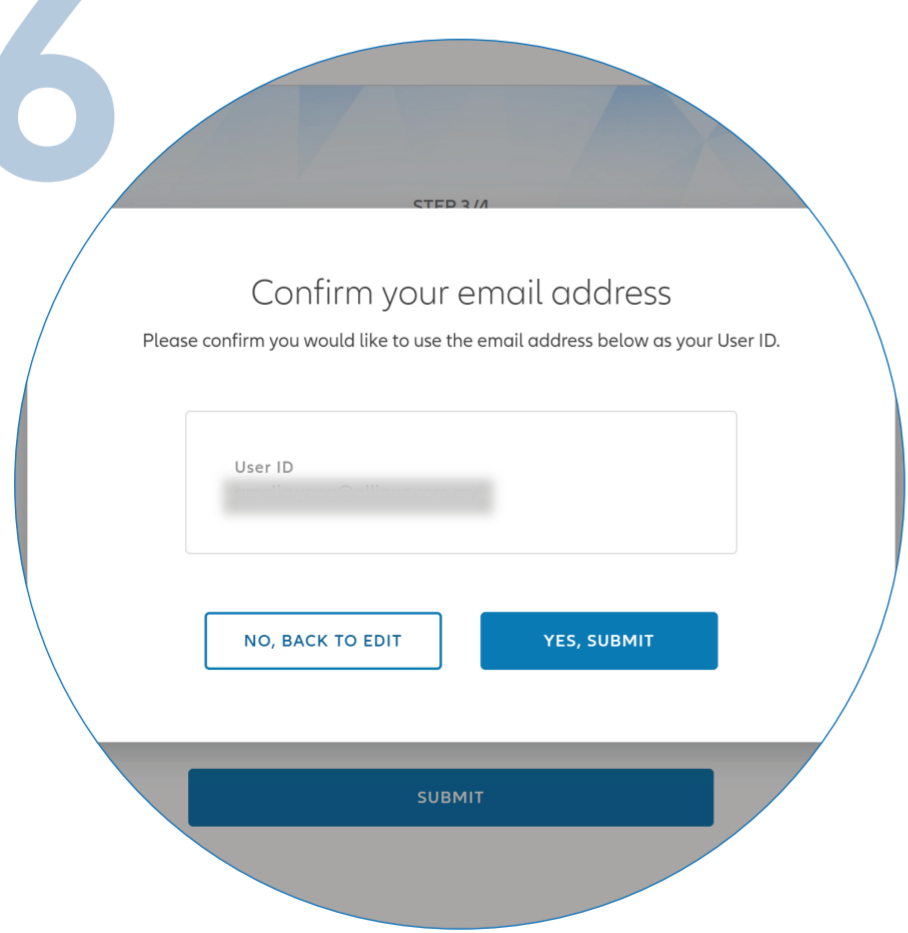 6
STEP 3/4
Confirm your email address
Please confirm you would like to use the email address below as your User ID.
User ID
NO, BACK TO EDIT
YES, SUBMIT
SUBMIT